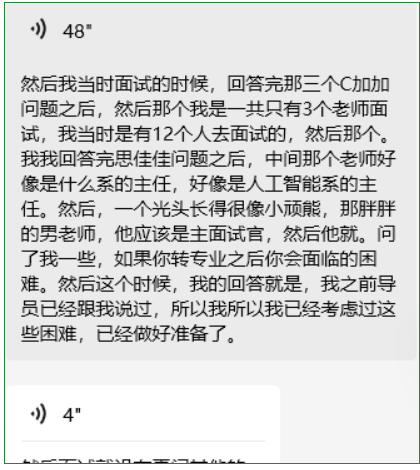 48"
然后我当时面试的时候，回答完那三个C加加
问题之后，然后那个我是一共只有3个老师面
试，我当时是有12个人去面试的，然后那个。
我我回答完思佳佳问题之后，中间那个老师好
像是什么系的主任，好像是人工智能系的主
任。然后，一个光头长得很像小顽熊，那胖胖
的男老师，他应该是主面试官，然后他就。问
了我一些，如果你转专业之后你会面临的困
难。然后这个时候，我的回答就是，我之前导
员已经跟我说过，所以我所以我已经考虑过这
些困难，已经做好准备了。
4"